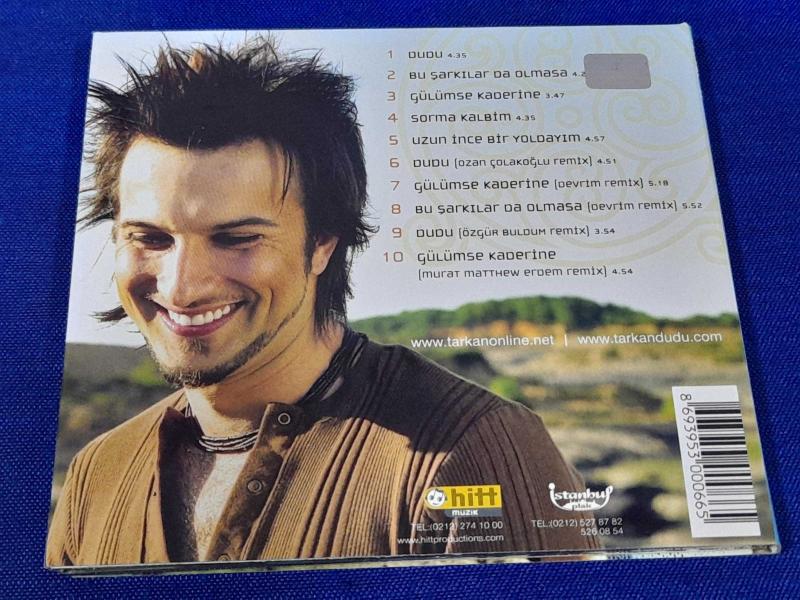 1 DUDU 4.35
2 BU ŞARKILAR DA OLMASA
3 GÜLÜMSE KADERİNE 3.47
4 SORMA KALBİM 4.35
5 UZUN İNCE BİR YOLDAYIM 4.57
6 DUDU (OZAN ÇOLAKOĞLU REMIX) 4.51
7 GÜLÜMSE KADERİNE (DEVRİM REMIX) 5.18
8 BU ŞARKILAR DA OLMASA (DEVRİM REMIX) 5.52
9 DUDU (ÖZGÜR BULDUM REMIX) 3.54
10 GÜLÜMSE KADERİNE
(MURAT MATTHEW ERDEM REMIX) 4.54
www.tarkanonline.net | www.tarkandudu.com
hitt
müzik
TEL:(0212) 274 10 00
www.hittproductions.com
istanbul
plak
TEL:(0212) 527 87 82
526 08 54
8 693953 000665